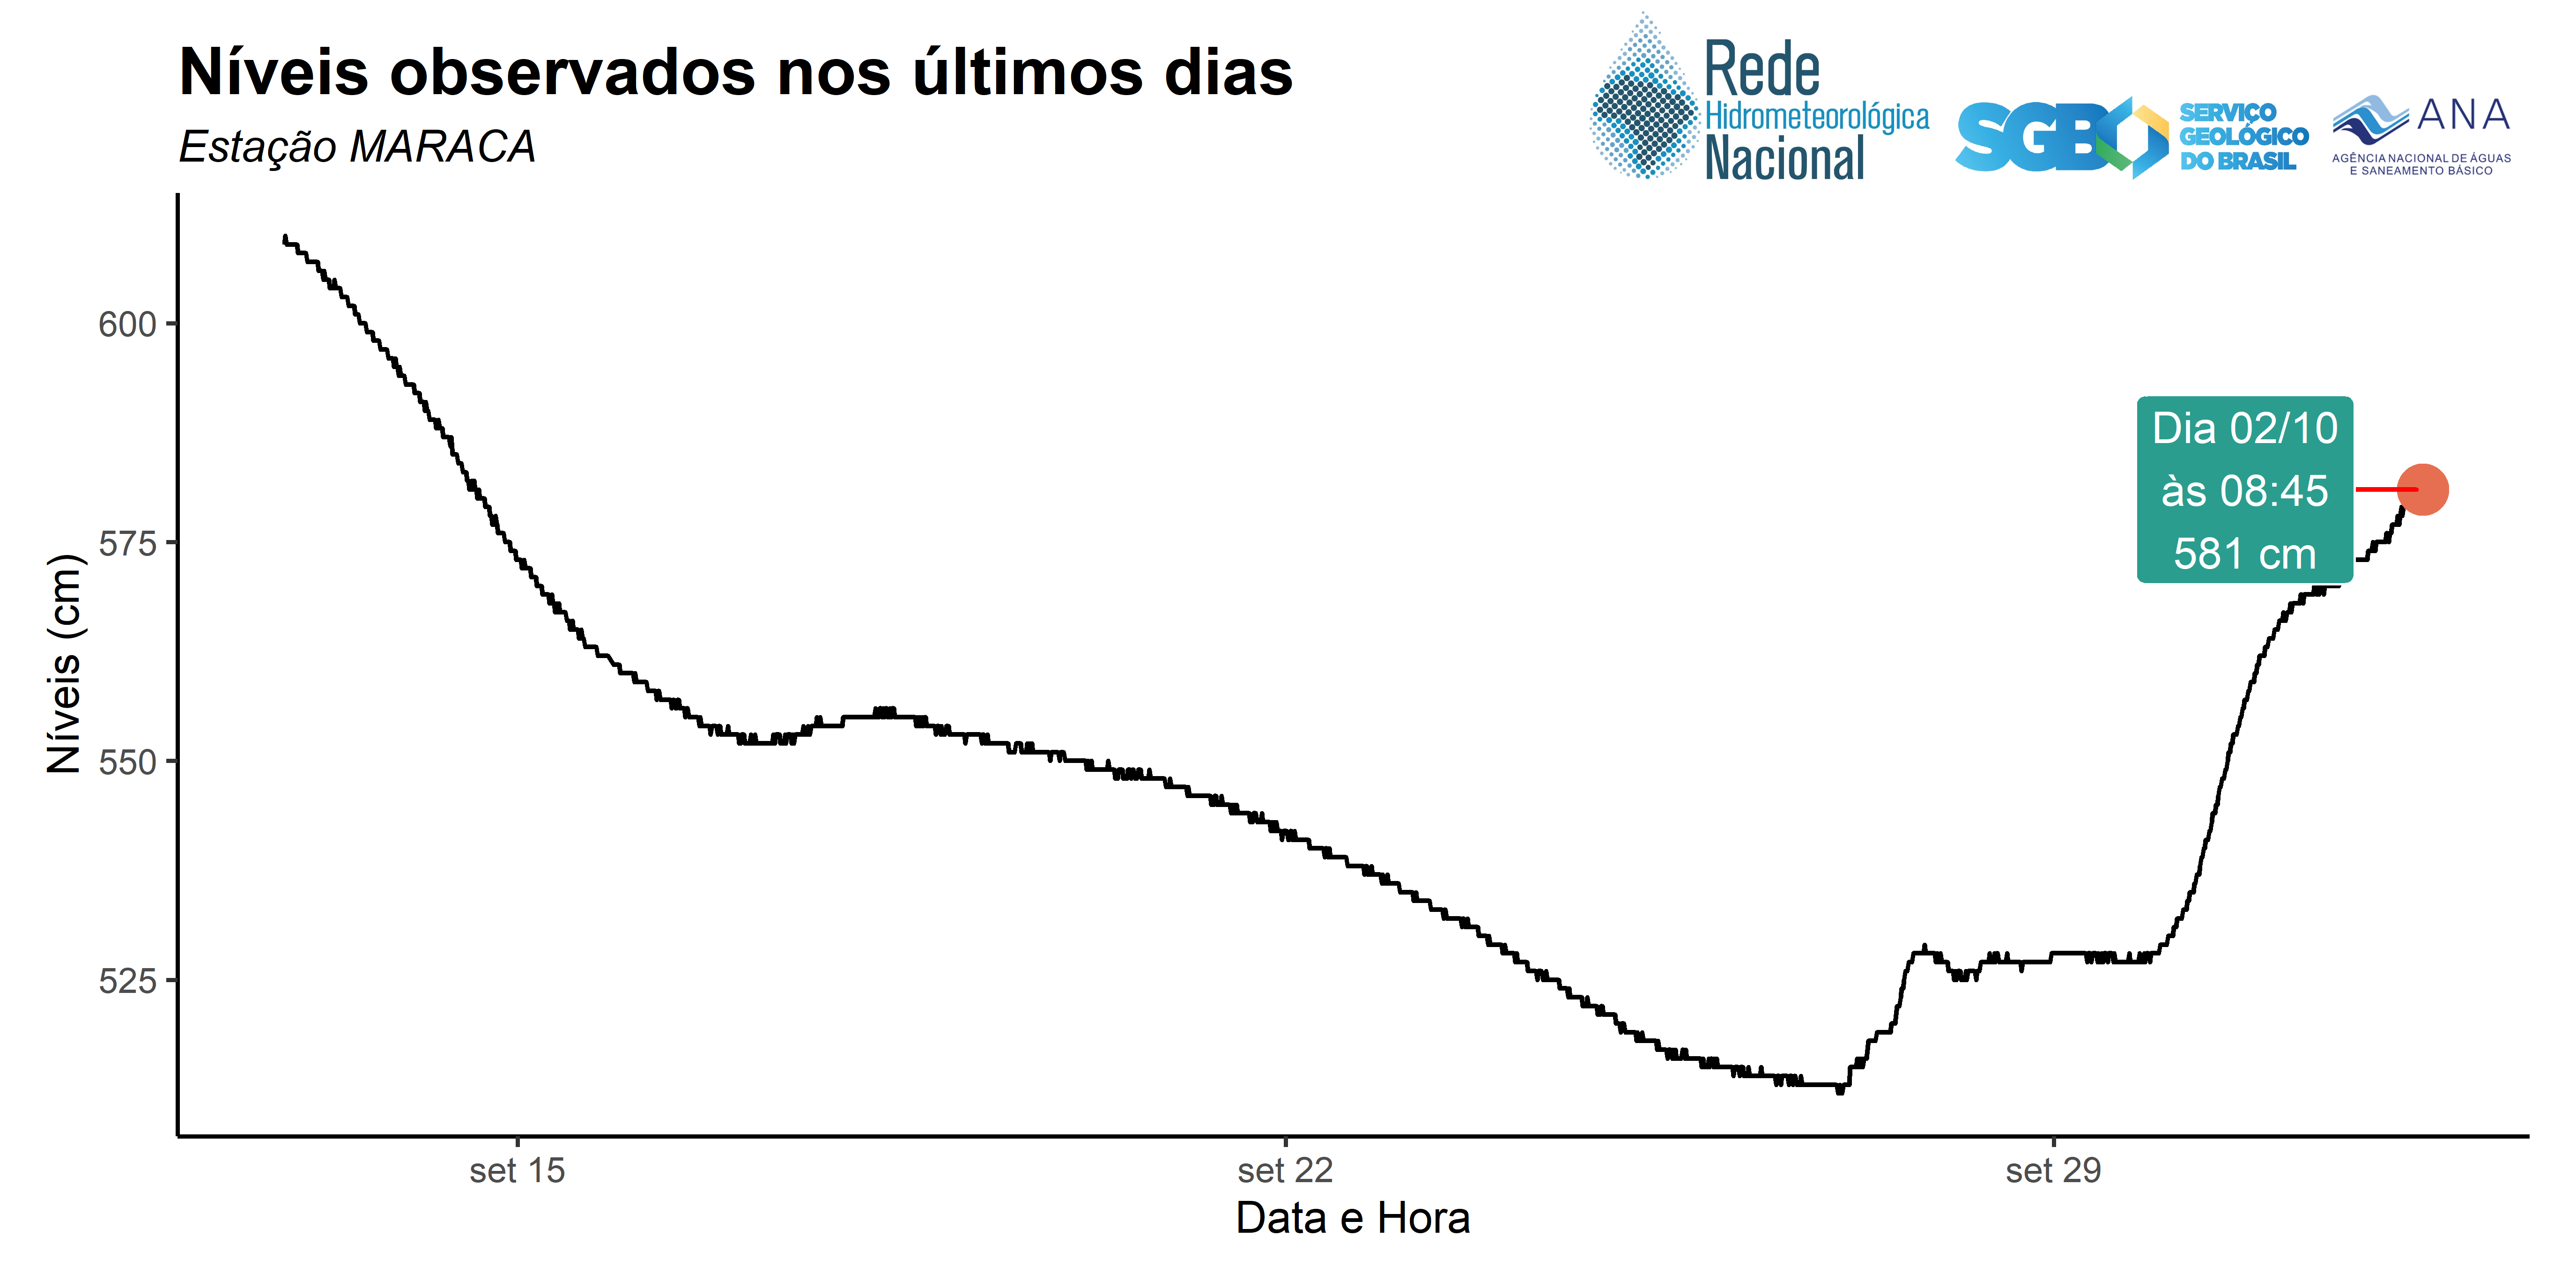 Níveis observados nos últimos dias
Estação MARACA
Rede
Hidrometeorológica
Nacional
SGB
SERVIÇO
GEOLÓGICO
DO BRASIL
ANA
AGÊNCIA NACIONAL DE ÁGUAS
E SANEAMENTO BÁSICO
Níveis (cm)
600
575
550
525
Dia 02/10
às 08:45
581 cm
set 15
set 22
set 29
Data e Hora